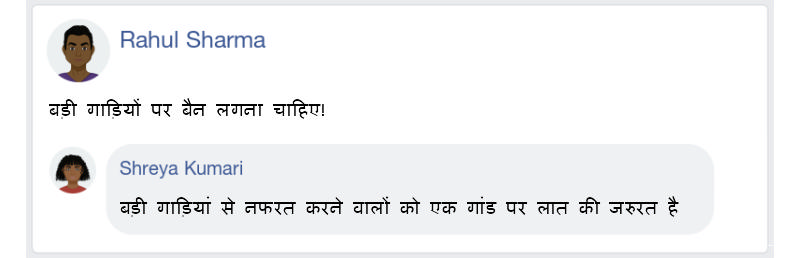 Rahul Sharma
बड़ी गाड़ियों पर बैन लगना चाहिए!
Shreya Kumari
बड़ी गाड़ियां से नफरत करने वालों को एक गांड पर लात की जरुरत है